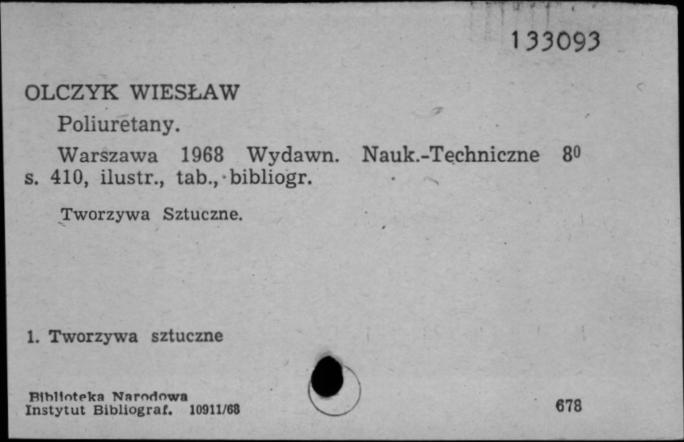 133093
OLCZYK WIESŁAW
Poliuretany.
Warszawa 1968 Wydawn. Nauk.-Techniczne 8⁰
s. 410, ilustr., tab., bibliogr.
Tworzywa Sztuczne.
1. Tworzywa sztuczne
Biblioteka Narodowa
Instytut Bibliograf. 10911/68
678